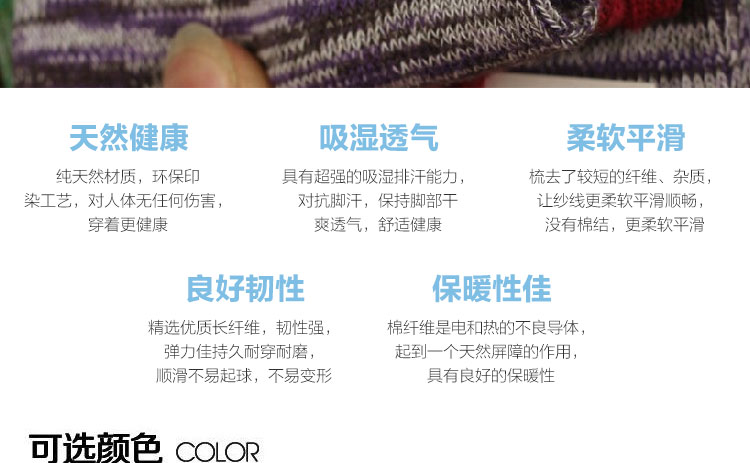 天然健康
纯天然材质，环保印
染工艺，对人体无任何伤害，
穿着更健康
吸湿透气
具有超强的吸湿排汗能力，
对抗脚汗，保持脚部干
爽透气，舒适健康
柔软平滑
梳去了较短的纤维、杂质，
让纱线更柔软平滑顺畅，
没有棉结，更柔软平滑
良好韧性
精选优质长纤维，韧性强，
弹力佳持久耐穿耐磨，
顺滑不易起球，不易变形
保暖性佳
棉纤维是电和热的不良导体，
起到一个天然屏障的作用，
具有良好的保暖性
可选颜色 COLOR